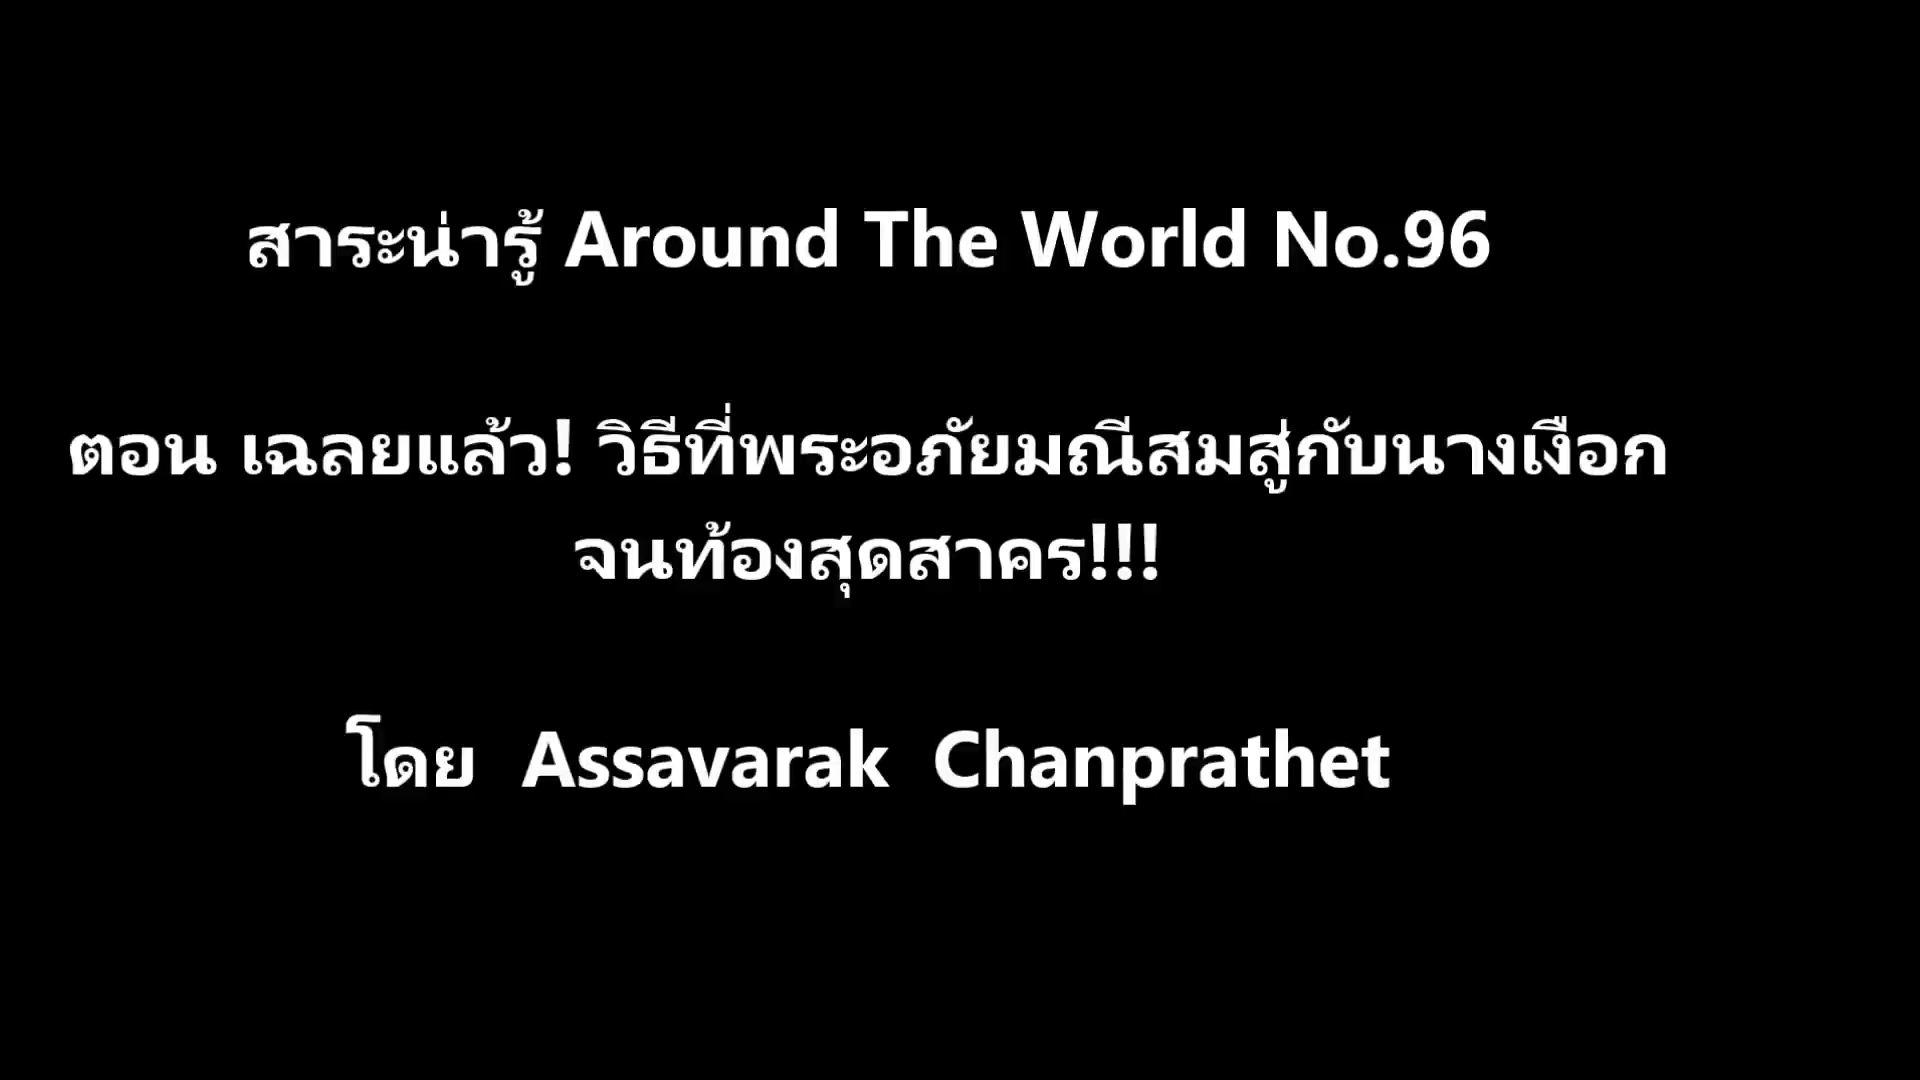 สาระน่ารู้ Around The World No.96
ตอน เฉลยแล้ว! วิธีที่พระอภัยมณีสมสู่กับนางเงือก
จนท้องสุดสาคร!!!
โดย Assavarak Chanprathet